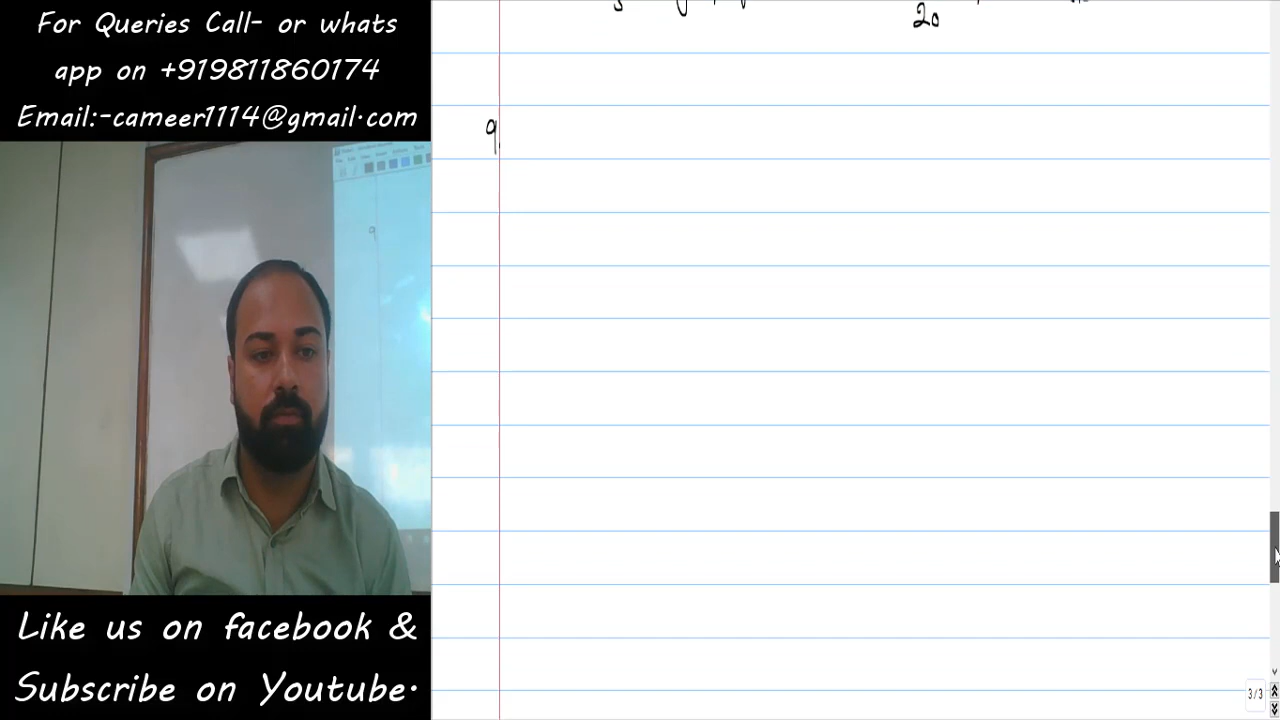 For Queries Call- or whats
app on +919811860174
Email:-cameer1114@gmail.com
Like us on facebook &
Subscribe on Youtube.
20
9
3/3